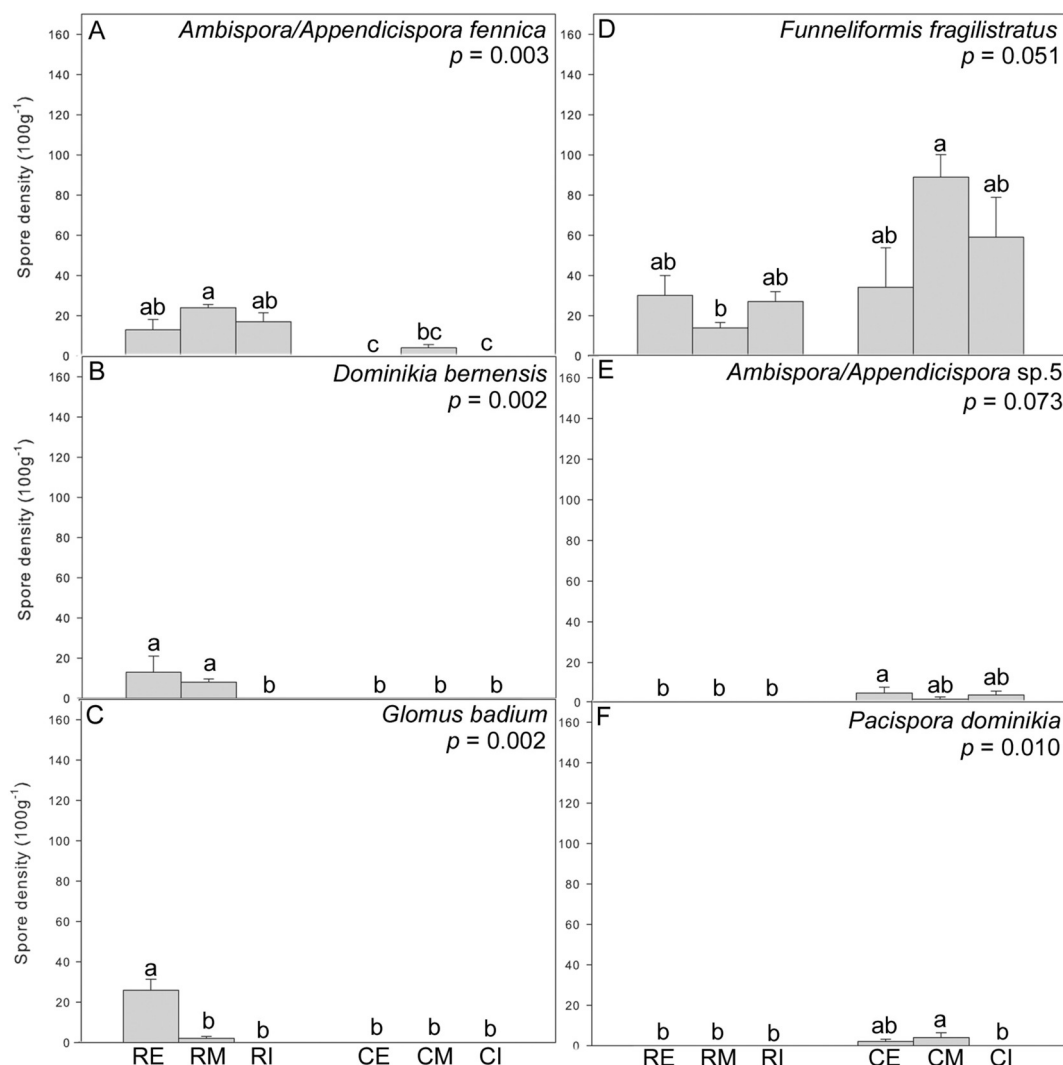 A
Ambispora/Appendicispora fennica
p = 0.003
Spore density (100g-1)
160
140
120
100
80
60
40
20
0
ab
a
ab
c
bc
c
B
Dominikia bernensis
p = 0.002
Spore density (100g-1)
160
140
120
100
80
60
40
20
0
a
a
b
b
b
b
C
Glomus badium
p = 0.002
Spore density (100g-1)
160
140
120
100
80
60
40
20
0
a
b
b
b
b
b
RE RM RI CE CM CI
D
Funneliformis fragilistratus
p = 0.051
160
140
120
100
80
60
40
20
0
ab
b
ab
ab
a
ab
E
Ambispora/Appendicispora sp.5
p = 0.073
160
140
120
100
80
60
40
20
0
b
b
b
a
ab
ab
F
Pacispora dominikia
p = 0.010
160
140
120
100
80
60
40
20
0
b
b
b
ab
a
b
RE RM RI CE CM CI